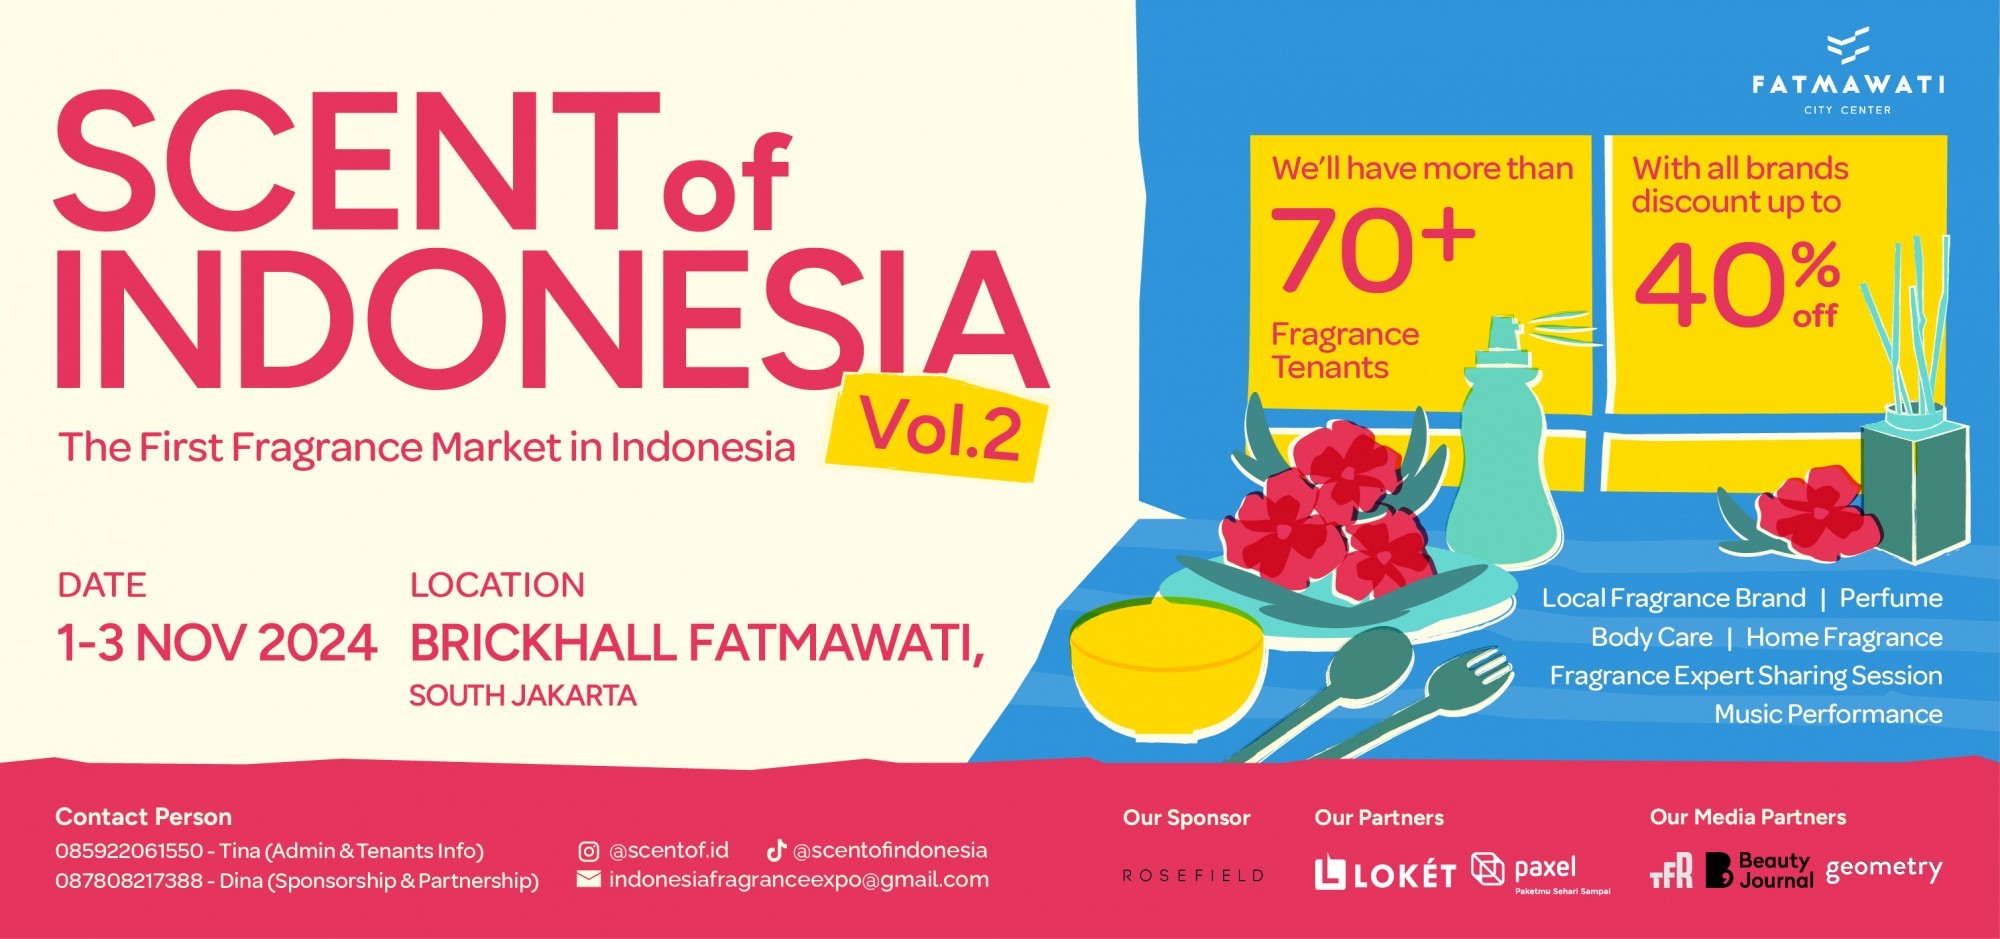 SCENT of
INDONESIA
Vol.2
The First Fragrance Market in Indonesia
DATE
1-3 NOV 2024
LOCATION
BRICKHALL FATMAWATI,
SOUTH JAKARTA
FATMAWATI
CITY CENTER
We'll have more than
70+
Fragrance
Tenants
With all brands
discount up to
40%
off
Local Fragrance Brand | Perfume
Body Care | Home Fragrance
Fragrance Expert Sharing Session
Music Performance
Contact Person
085922061550 - Tina (Admin & Tenants Info)
087808217388 - Dina (Sponsorship & Partnership)
@scentof.id
@scentofindonesia
indonesiafragranceexpo@gmail.com
Our Sponsor
ROSEFIELD
Our Partners
LOKÉT
paxel
Paketmu Sehari Sampai
Our Media Partners
TFR
Beauty
Journal
geometry